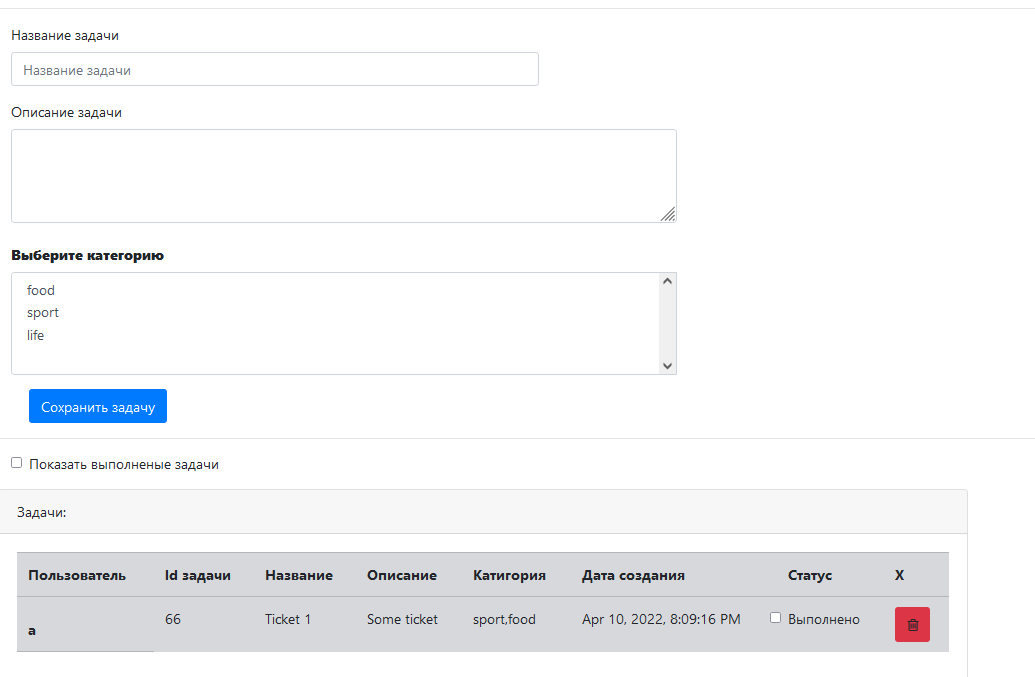 Название задачи
Название задачи
Описание задачи
Выберите категорию
food
sport
life
Сохранить задачу
Показать выполненые задачи
Задачи:
Пользователь Id задачи Название Описание Катигория Дата создания Статус X
a 66 Ticket 1 Some ticket sport,food Apr 10, 2022, 8:09:16 PM Выполнено